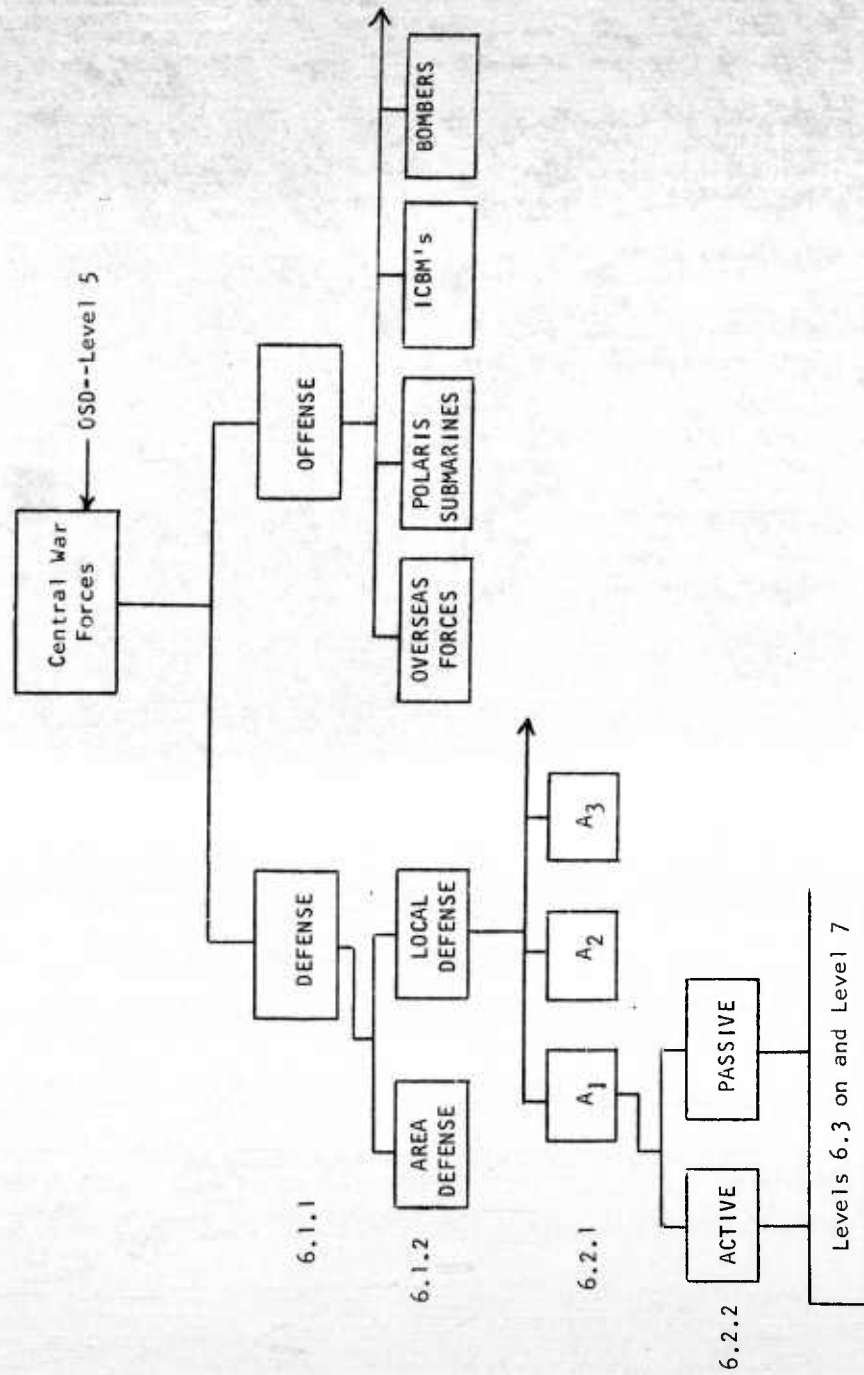 Central War
Forces
OSD--Level 5
6.1.1
DEFENSE
OFFENSE
6.1.2
AREA
DEFENSE
LOCAL
DEFENSE
OVERSEAS
FORCES
POLARIS
SUBMARINES
ICBM's
BOMBERS
6.2.1
A1
A2
A3
6.2.2
ACTIVE
PASSIVE
Levels 6.3 on and Level 7